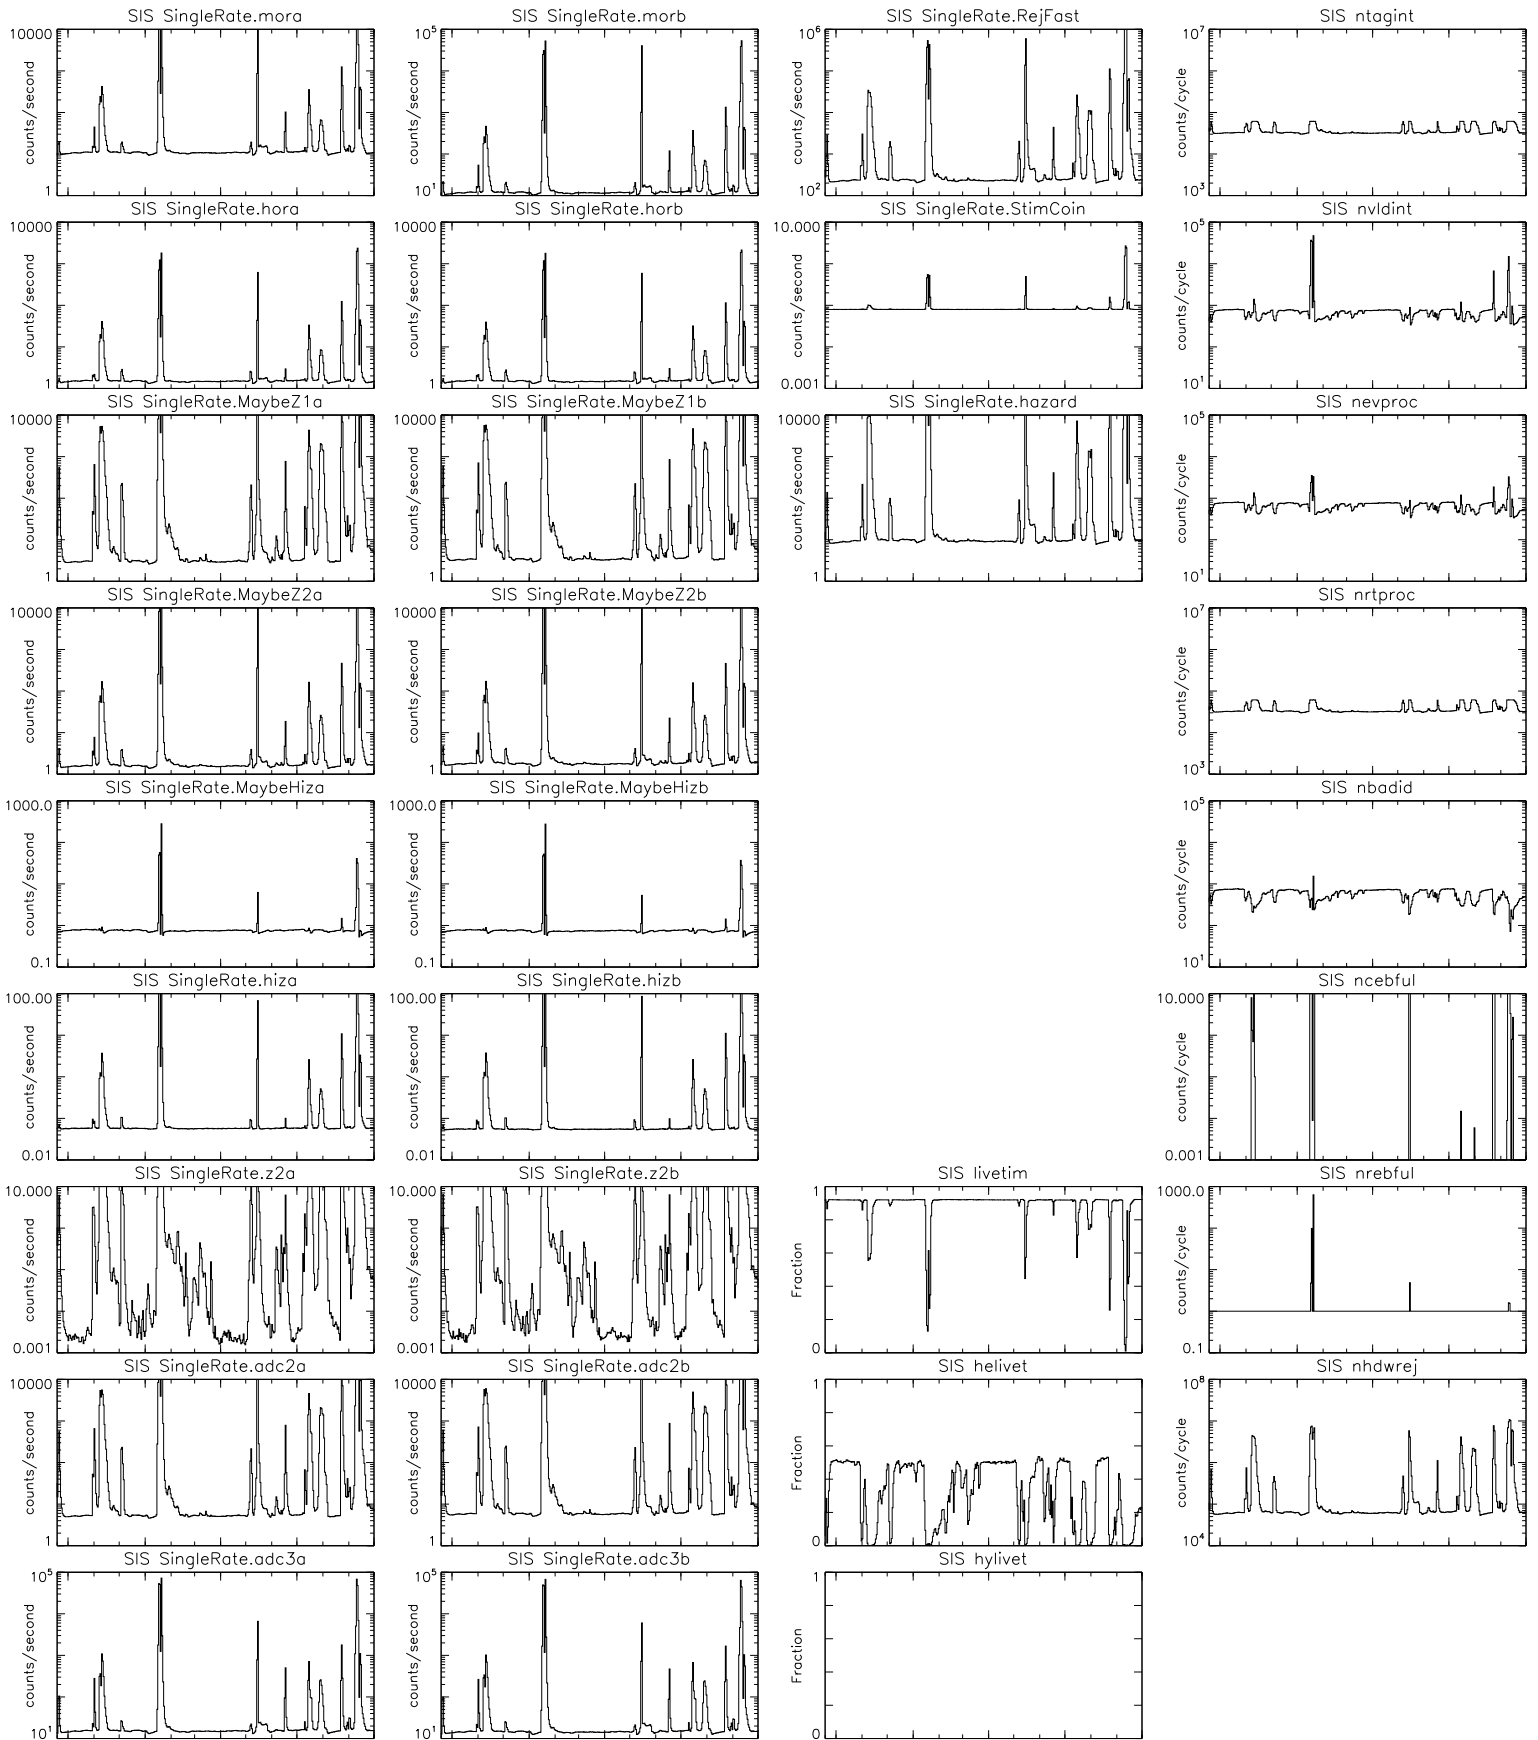 SIS SingleRate.mora
10000
counts/second
1
SIS SingleRate.morb
10^5
counts/second
10^1
SIS SingleRate.RejFast
10^6
counts/second
10^2
SIS ntagint
10^7
counts/cycle
10^3
SIS SingleRate.hora
10000
counts/second
1
SIS SingleRate.horb
10000
counts/second
1
SIS SingleRate.StimCoin
10.000
counts/second
0.001
SIS nvldint
10^5
counts/cycle
10^1
SIS SingleRate.MaybeZ1a
10000
counts/second
1
SIS SingleRate.MaybeZ1b
10000
counts/second
1
SIS SingleRate.hazard
10000
counts/second
1
SIS nevproc
10^5
counts/cycle
10^1
SIS SingleRate.MaybeZ2a
10000
counts/second
1
SIS SingleRate.MaybeZ2b
10000
counts/second
1
SIS nrtproc
10^7
counts/cycle
10^3
SIS SingleRate.MaybeHiza
1000.0
counts/second
0.1
SIS SingleRate.MaybeHizb
1000.0
counts/second
0.1
SIS nbadid
10^5
counts/cycle
10^1
SIS SingleRate.hiza
100.00
counts/second
0.01
SIS SingleRate.hizb
100.00
counts/second
0.01
SIS ncebful
10.000
counts/cycle
0.001
SIS SingleRate.z2a
10.000
counts/second
0.001
SIS SingleRate.z2b
10.000
counts/second
0.001
SIS livetim
1
Fraction
0
SIS nrebful
1000.0
counts/cycle
0.1
SIS SingleRate.adc2a
10000
counts/second
1
SIS SingleRate.adc2b
10000
counts/second
1
SIS helivet
1
Fraction
0
SIS nhdwrej
10^8
counts/cycle
10^4
SIS SingleRate.adc3a
10^5
counts/second
10^1
SIS SingleRate.adc3b
10^5
counts/second
10^1
SIS hylivet
1
Fraction
0